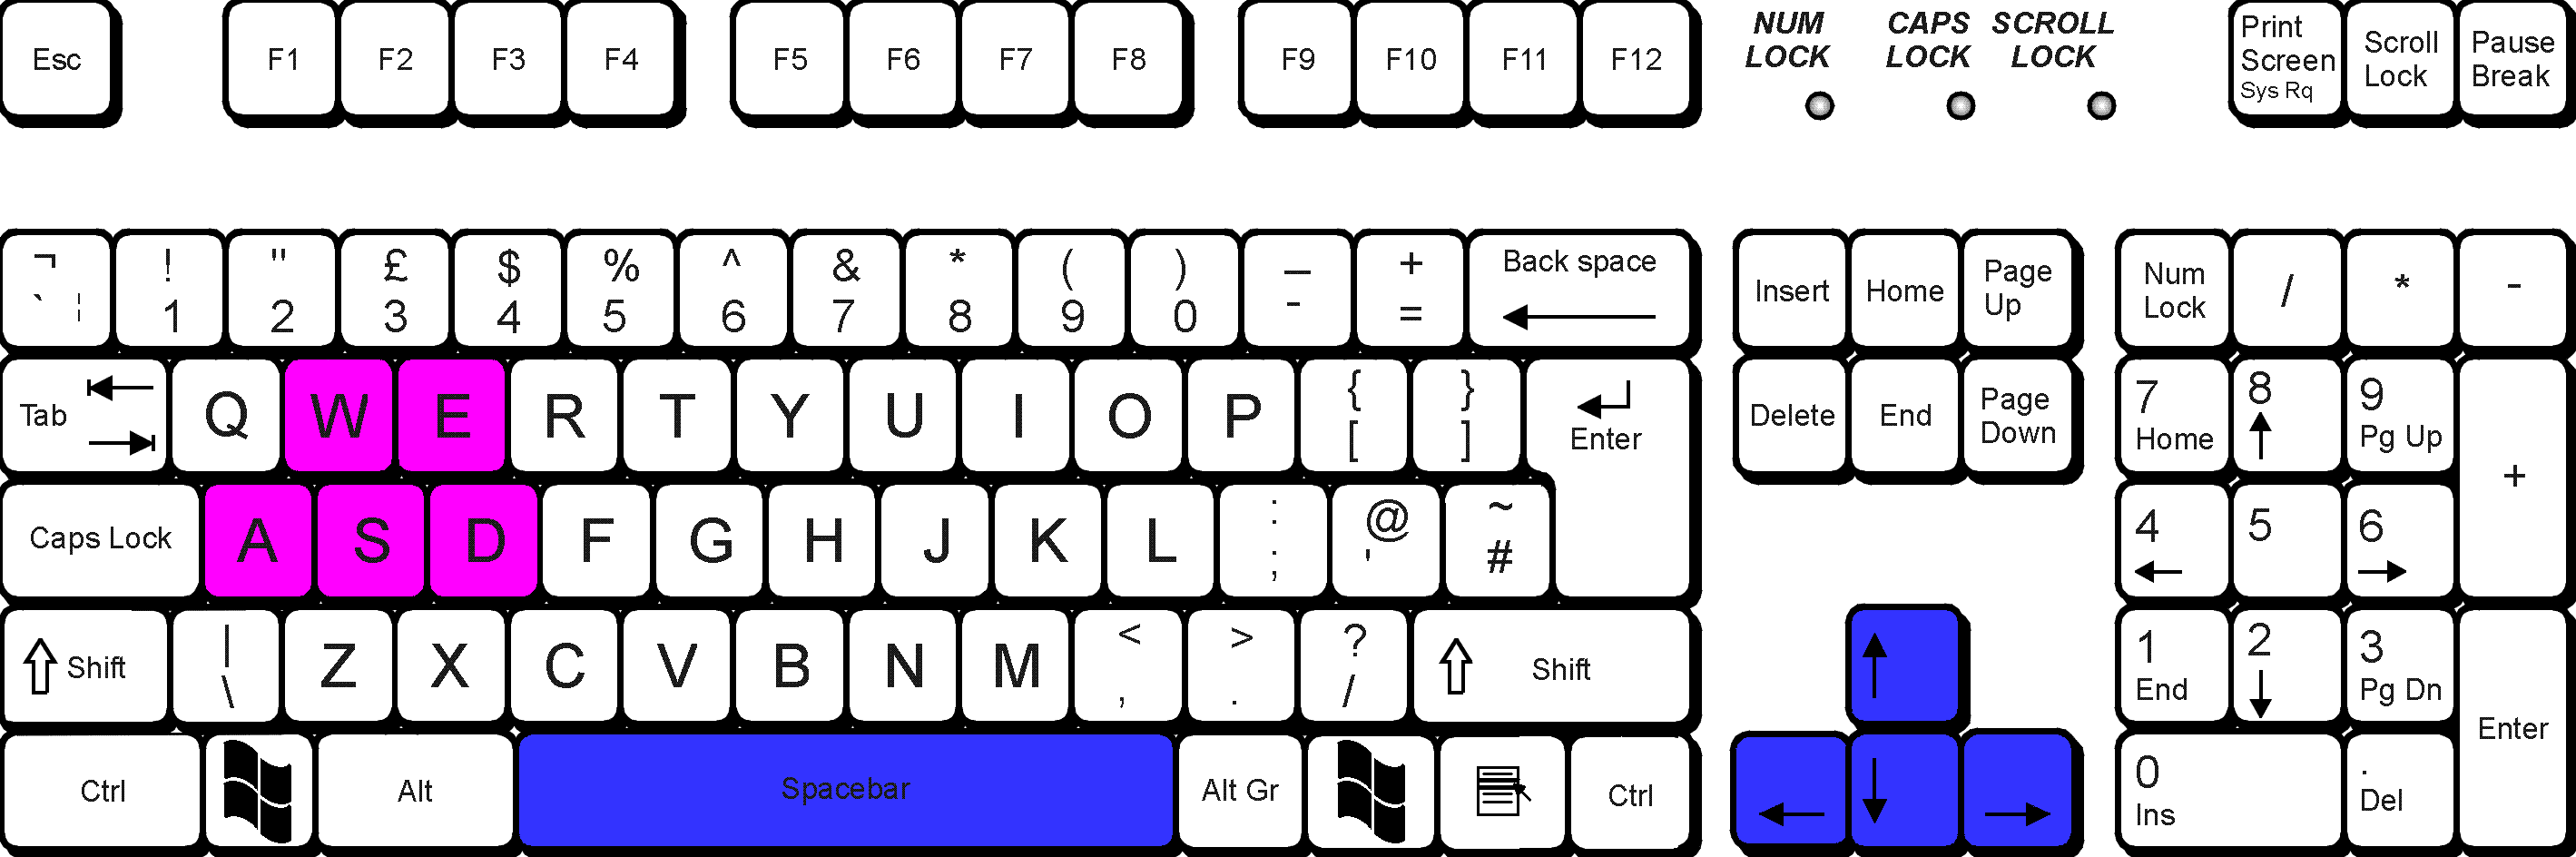 Esc F1 F2 F3 F4 F5 F6 F7 F8 F9 F10 F11 F12
NUM LOCK
CAPS LOCK
SCROLL LOCK
Print Screen Sys Rq
Scroll Lock
Pause Break
¬ ` ¦
! 1
" 2
£ 3
$ 4
% 5
^ 6
& 7
* 8
( 9
) 0
_ -
+ =
Back space
Insert Home Page Up
Num Lock / * -
Tab Q W E R T Y U I O P { [ } ] Enter
Delete End Page Down
7 Home
8
9 Pg Up
+
Caps Lock A S D F G H J K L : ; @ ' ~ #
4 5 6
Shift | \ Z X C V B N M < , > . ? / Shift
1 End
2
3 Pg Dn
Enter
Ctrl Alt Spacebar Alt Gr Ctrl
0 Ins
. Del